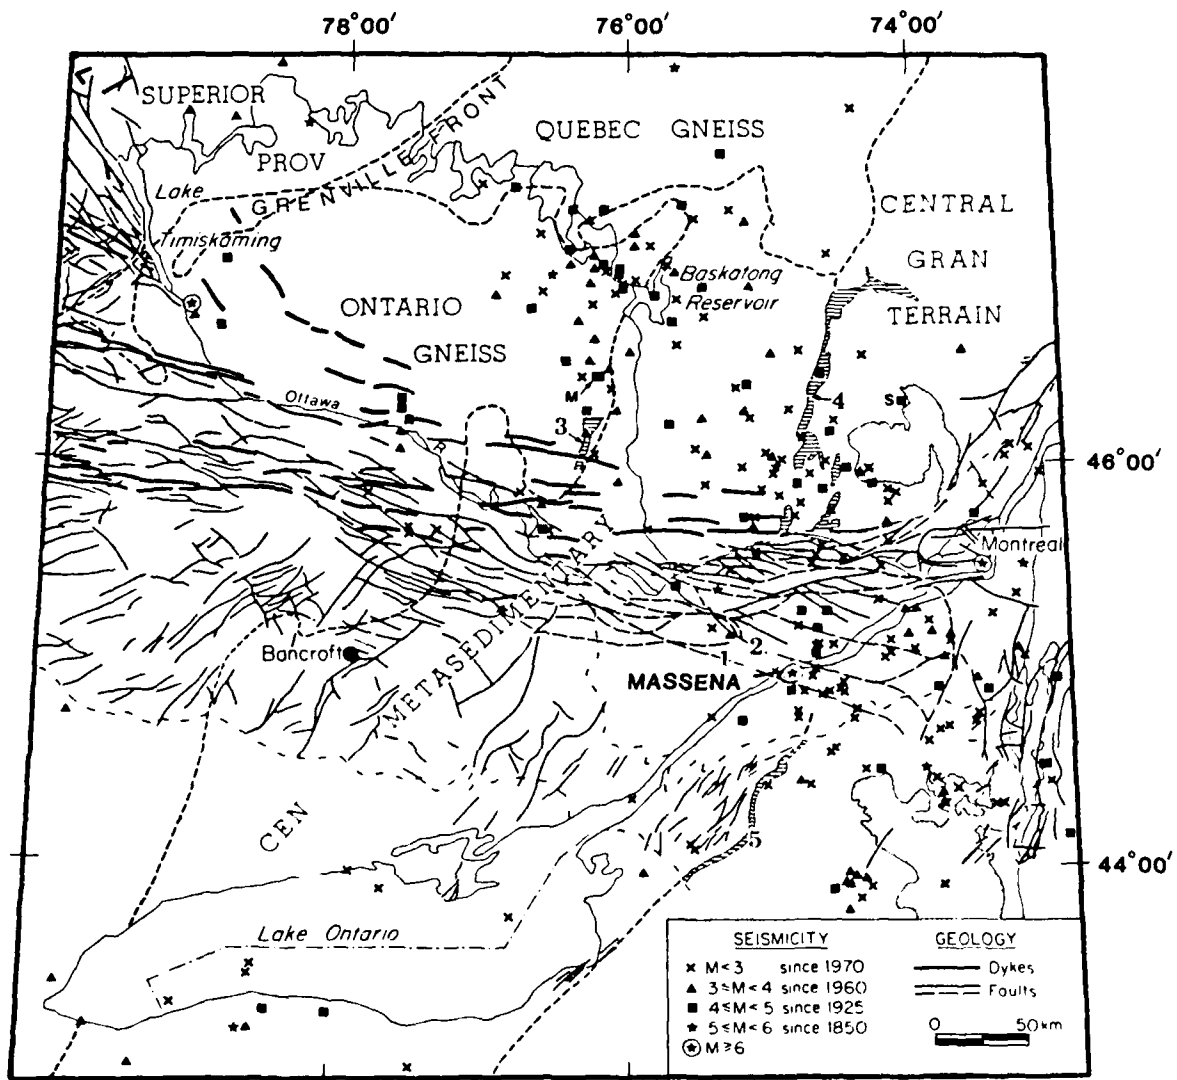 78°00′ 76°00′ 74°00′
SUPERIOR
PROV
GRENVILLE FRONT
QUEBEC GNEISS
Lake
Timiskaming
CENTRAL
GRAN
TERRAIN
Baskatong
Reservoir
ONTARIO
GNEISS
Ottawa
R
M
3
R
4
S
46°00′
Montreal
METASEDIMENTARY
Bancroft
1
2
MASSENA
CEN
5
44°00′
Lake Ontario
SEISMICITY
M<3 since 1970
3≤M<4 since 1960
4≤M<5 since 1925
5≤M<6 since 1850
M≥6
GEOLOGY
Dykes
Faults
0 50 km